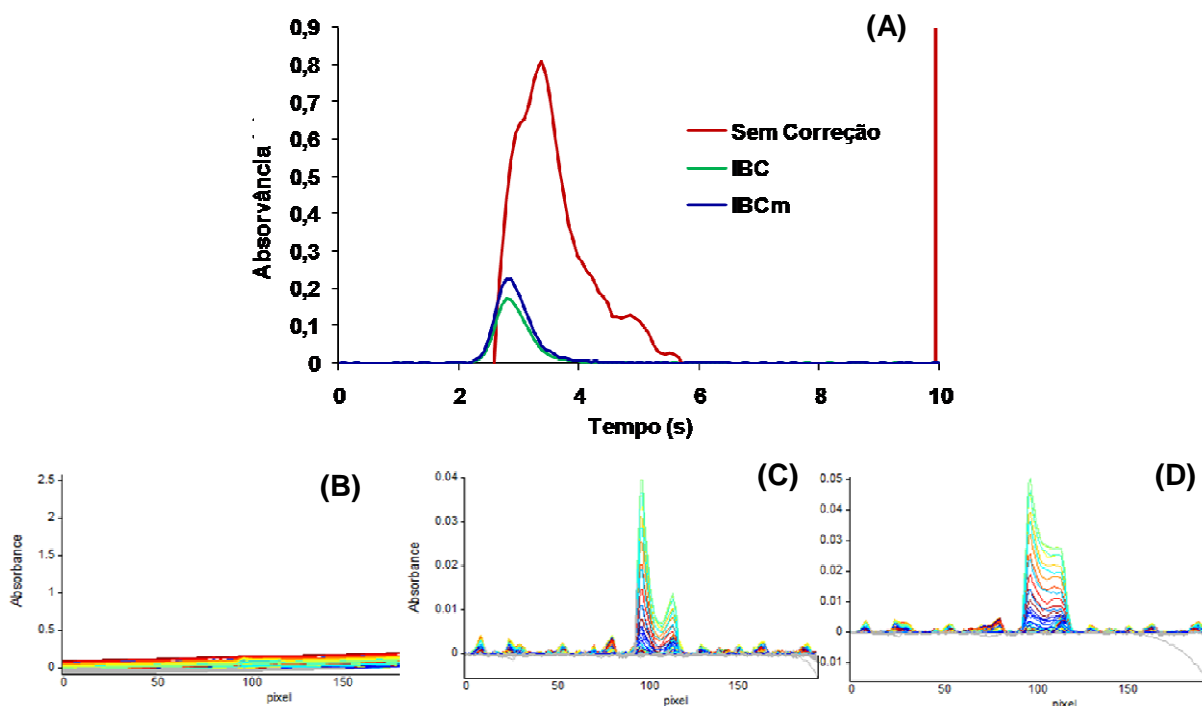 (A)
0,9
0,8
0,7
0,6
0,5
0,4
0,3
0,2
0,1
0
Absorvância
Sem Correção
IBC
IBCm
0 2 4 6 8 10
Tempo (s)
(B)
2.5
2
1.5
1
0.5
0
Absorbance
0 50 100 150
pixel
(C)
0.04
0.03
0.02
0.01
0
Absorbance
0 50 100 150
pixel
(D)
0.05
0.04
0.03
0.02
0.01
0
0.01
Absorbance
0 50 100 150
pixel